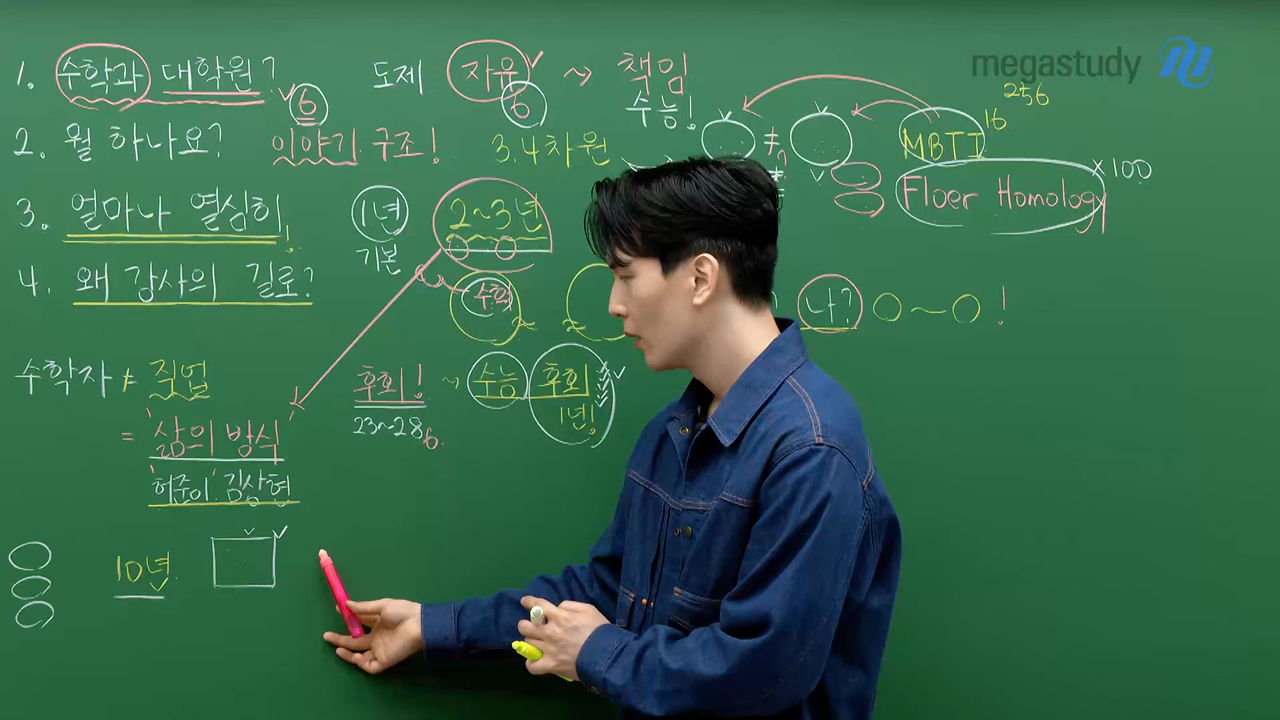 megastudy
1. 수학과 대학원? 6 도제 자유 6 ~> 책임
수능!
256
2. 뭘 하나요? 이야기 구조! 3.4차원 ≠ MBTI 16
Floer Homology ×100
3. 얼마나 열심히! 1년 기본 2~3년
4. 왜 강사의 길로? 수학 나? ○~○!
수학자 ≠ 직업 후회! ~ 수능 후회 1년!
23~28 6.
= '삶의 방식'
'허준이' 김상현
10년